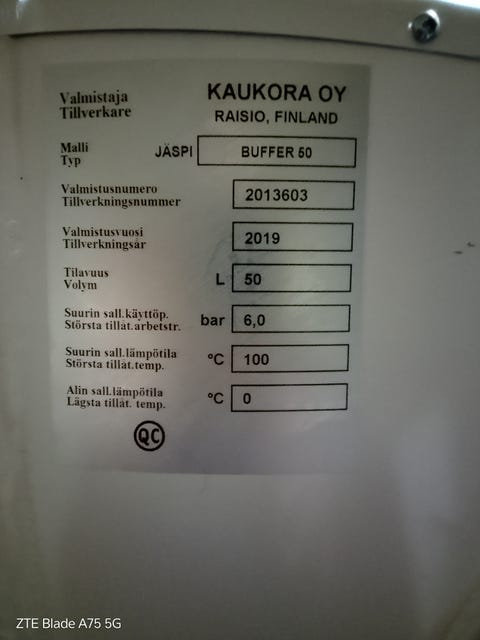 Valmistaja
Tillverkare
KAUKORA OY
RAISIO, FINLAND
Malli
Typ
JÄSPI
BUFFER 50
Valmistusnumero
Tillverkningsnummer
2013603
Valmistusvuosi
Tillverkningsår
2019
Tilavuus
Volym
L
50
Suurin sall.käyttöp.
Största tillåt.arbetstr.
bar
6,0
Suurin sall.lämpötila
Största tillåt.temp.
°C
100
Alin sall.lämpötila
Lägsta tillåt. temp.
°C
0
QC
ZTE Blade A75 5G